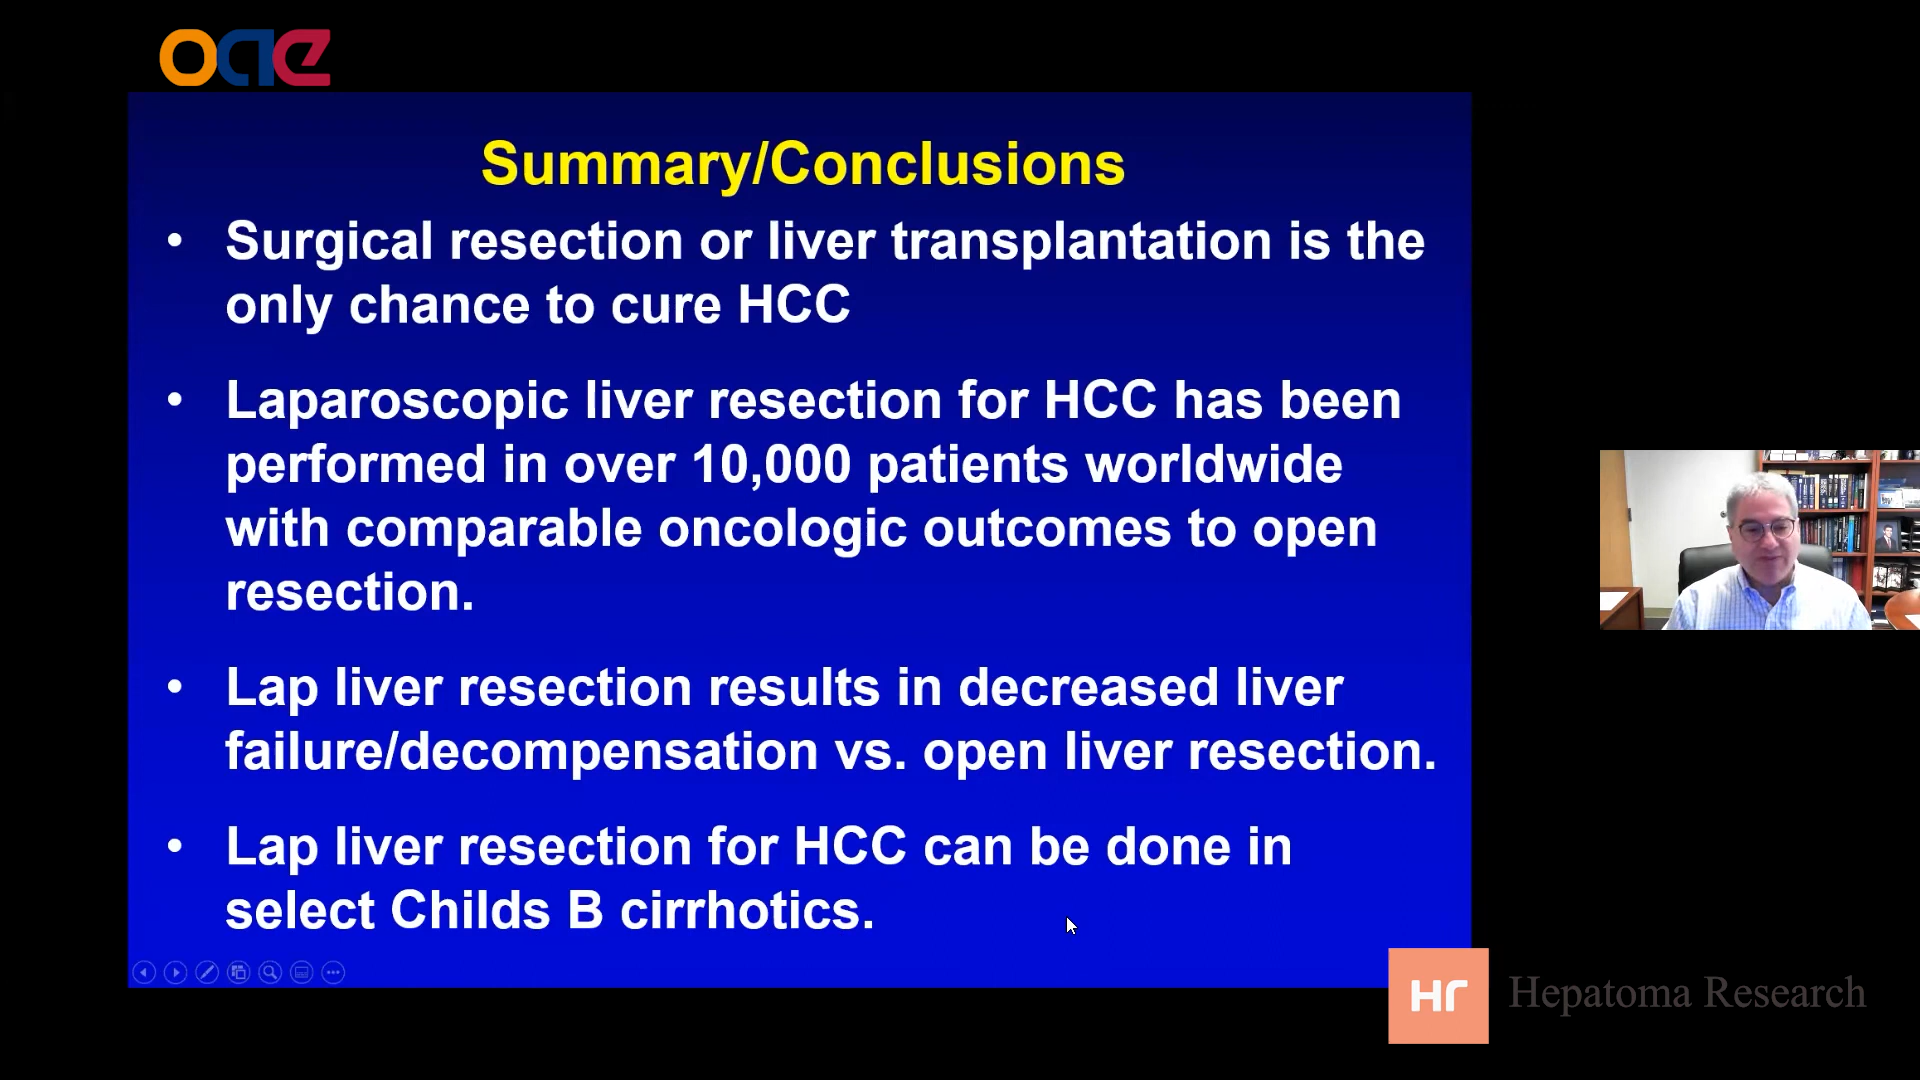 oae
Summary/Conclusions
• Surgical resection or liver transplantation is the
only chance to cure HCC
• Laparoscopic liver resection for HCC has been
performed in over 10,000 patients worldwide
with comparable oncologic outcomes to open
resection.
• Lap liver resection results in decreased liver
failure/decompensation vs. open liver resection.
• Lap liver resection for HCC can be done in
select Childs B cirrhotics.
Hr Hepatoma Research